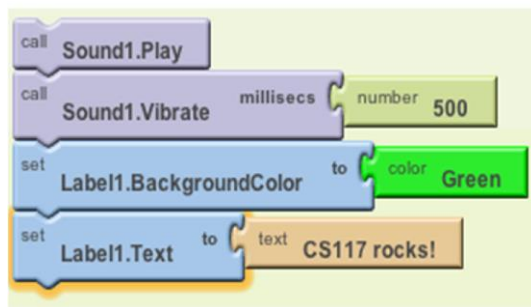 call Sound1.Play
call Sound1.Vibrate millisecs number 500
set Label1.BackgroundColor to color Green
set Label1.Text to text CS117 rocks!